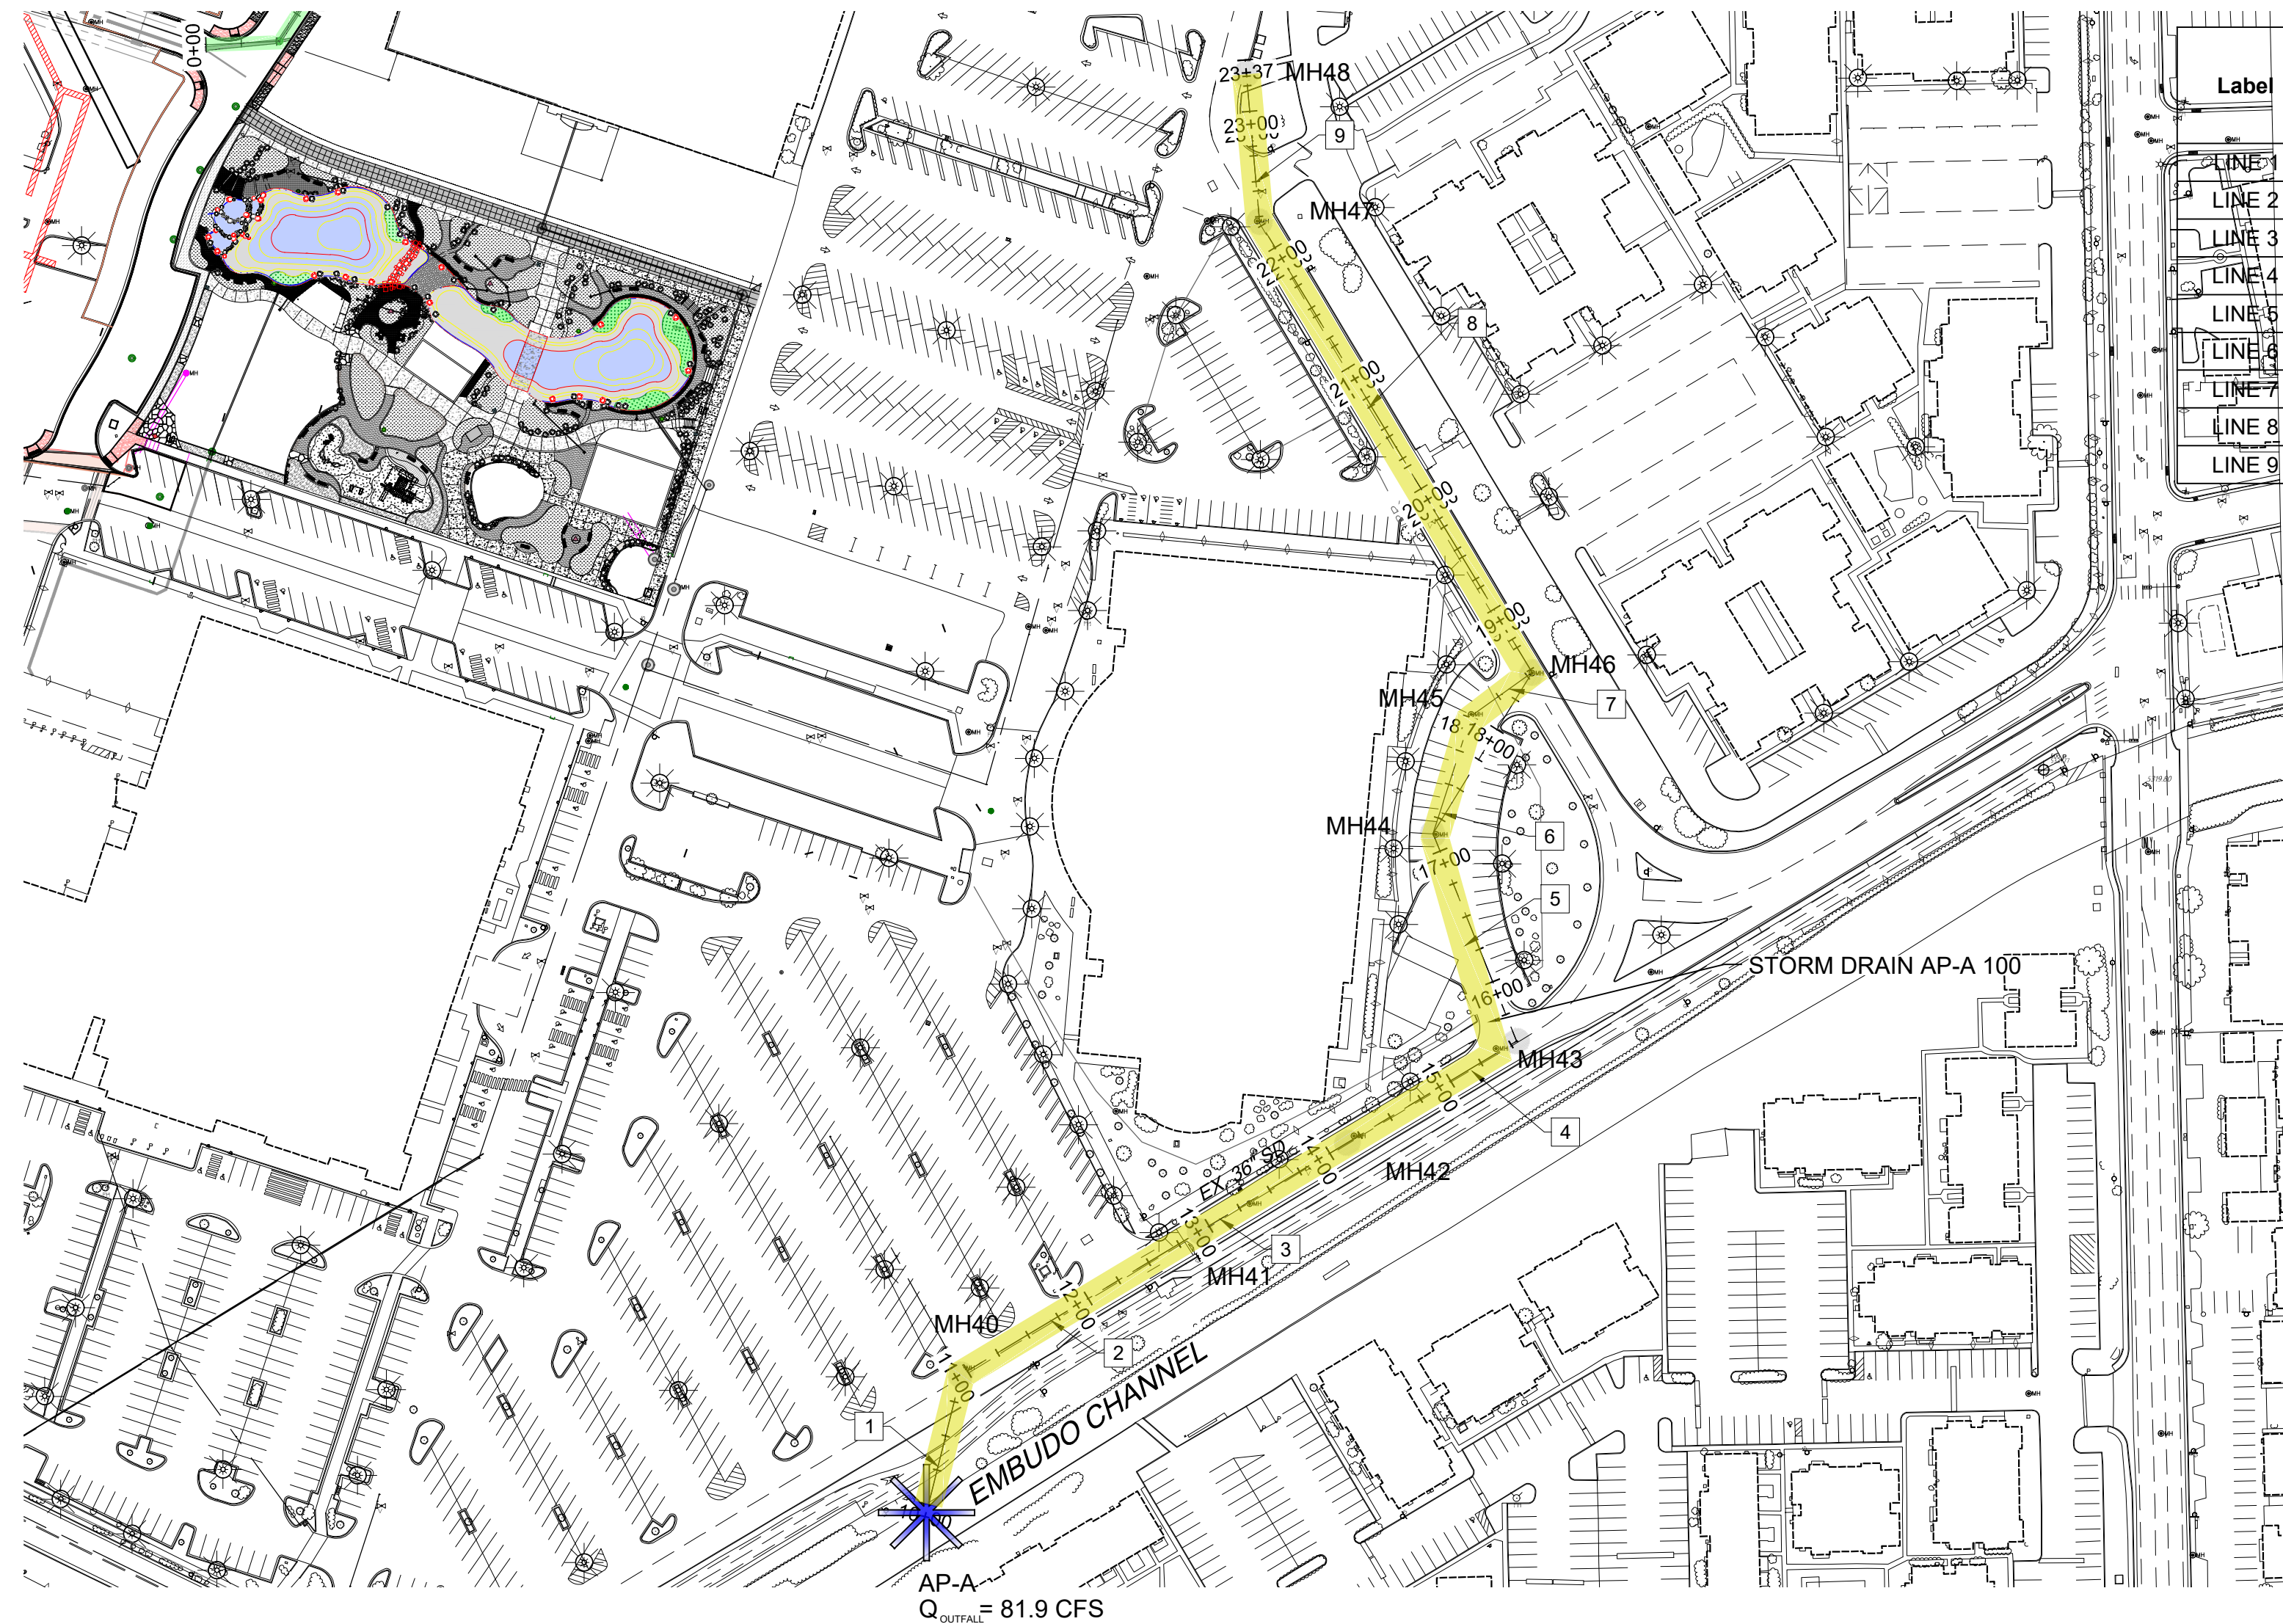 0+00
23+37
MH48
23+00
9
Label
LINE 1
LINE 2
LINE 3
LINE 4
LINE 5
LINE 6
LINE 7
LINE 8
LINE 9
MH47
22+00
8
21+00
20+00
19+00
MH46
MH45
7
18+00
MH44
6
17+00
5
16+00
STORM DRAIN AP-A 100
MH43
15+00
4
14+00
EX. 36" SD
MH42
13+00
3
MH41
12+00
MH40
2
1
EMBUDO CHANNEL
AP-A
Q OUTFALL = 81.9 CFS